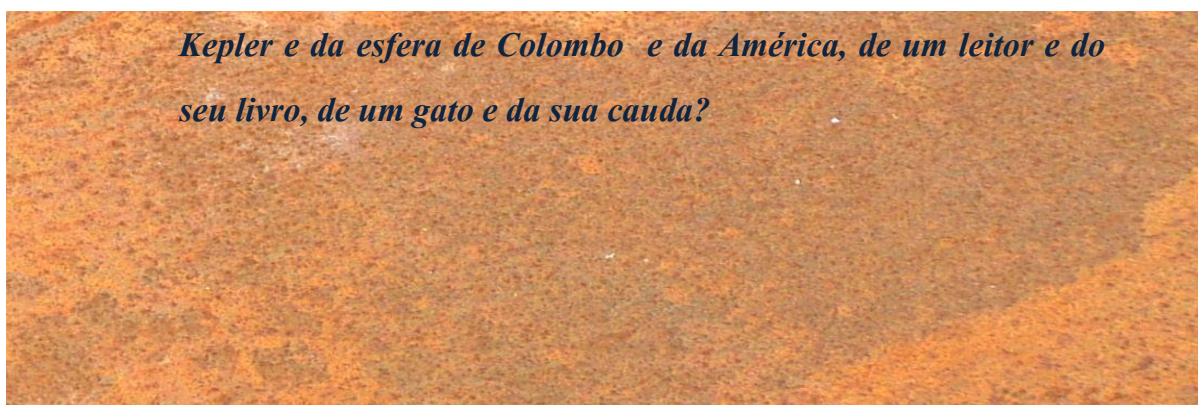 Kepler e da esfera de Colombo e da América, de um leitor e do
seu livro, de um gato e da sua cauda?